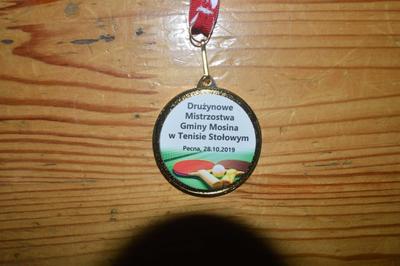 Drużynowe
Mistrzostwa
Gminy Mosina
w Tenisie Stołowym
Pecna, 28.10.2019